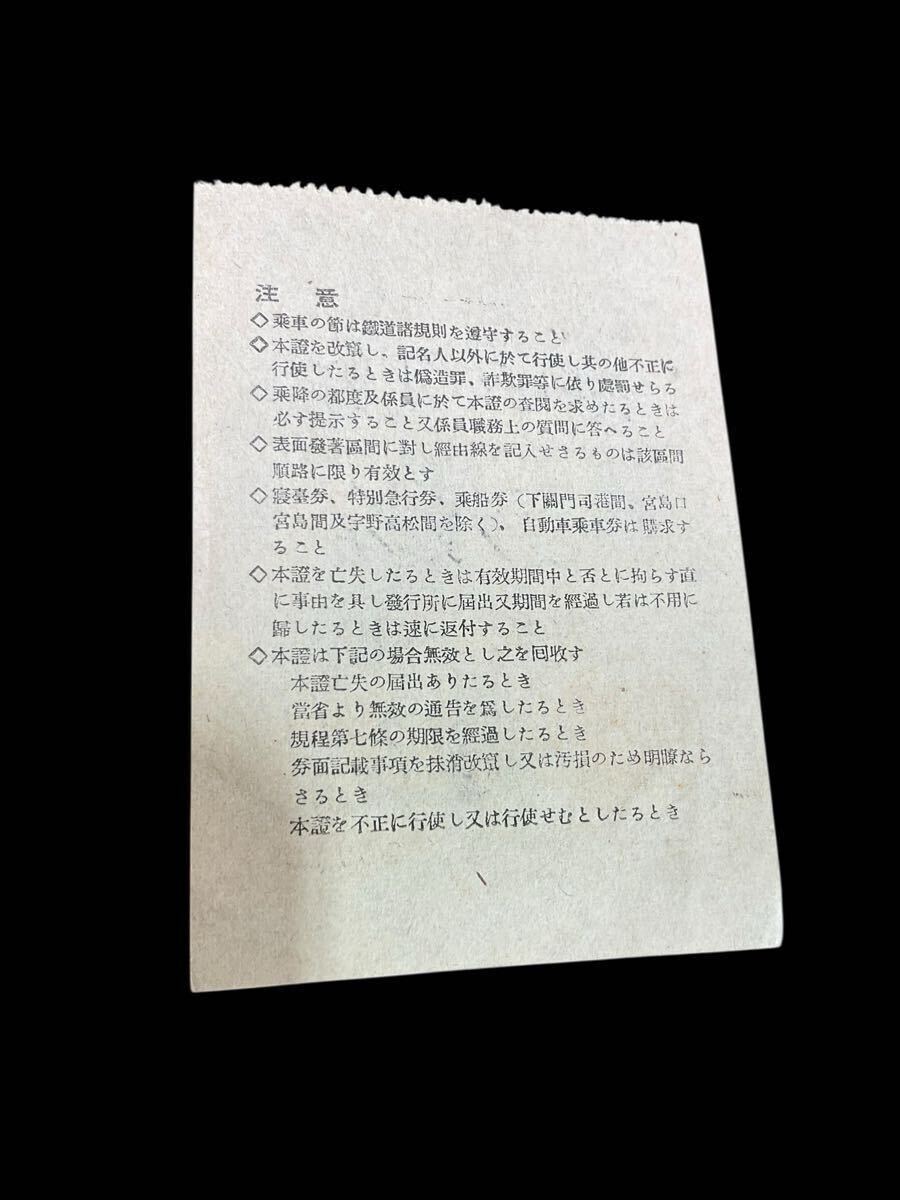 注意
◇乗車の節は鐵道諸規則を遵守すること
◇本證を改竄し、記名人以外に於て行使し其の他不正に
行使したるときは僞造罪、詐欺罪等に依り處罰せらる
◇乗降の都度及係員に於て本證の査閲を求めたるときは
必す提示すること又係員職務上の質問に答へること
◇表面發著區間に對し經由線を記入せさるものは該區間
順路に限り有效とす
◇寢臺券、特別急行券、乗船券(下關門司港間、宮島口
宮島間及宇野高松間を除く)、自動車乗車券は購求す
ること
◇本證を亡失したるときは有效期間中と否とに拘らす直
に事由を具し發行所に屆出又期間を經過し若は不用に
歸したるときは速に返付すること
◇本證は下記の場合無效とし之を回收す
本證亡失の屆出ありたるとき
當省より無效の通告を爲したるとき
規程第七條の期限を經過したるとき
券面記載事項を抹消改竄し又は汚損のため明瞭なら
さるとき
本證を不正に行使し又は行使せむとしたるとき